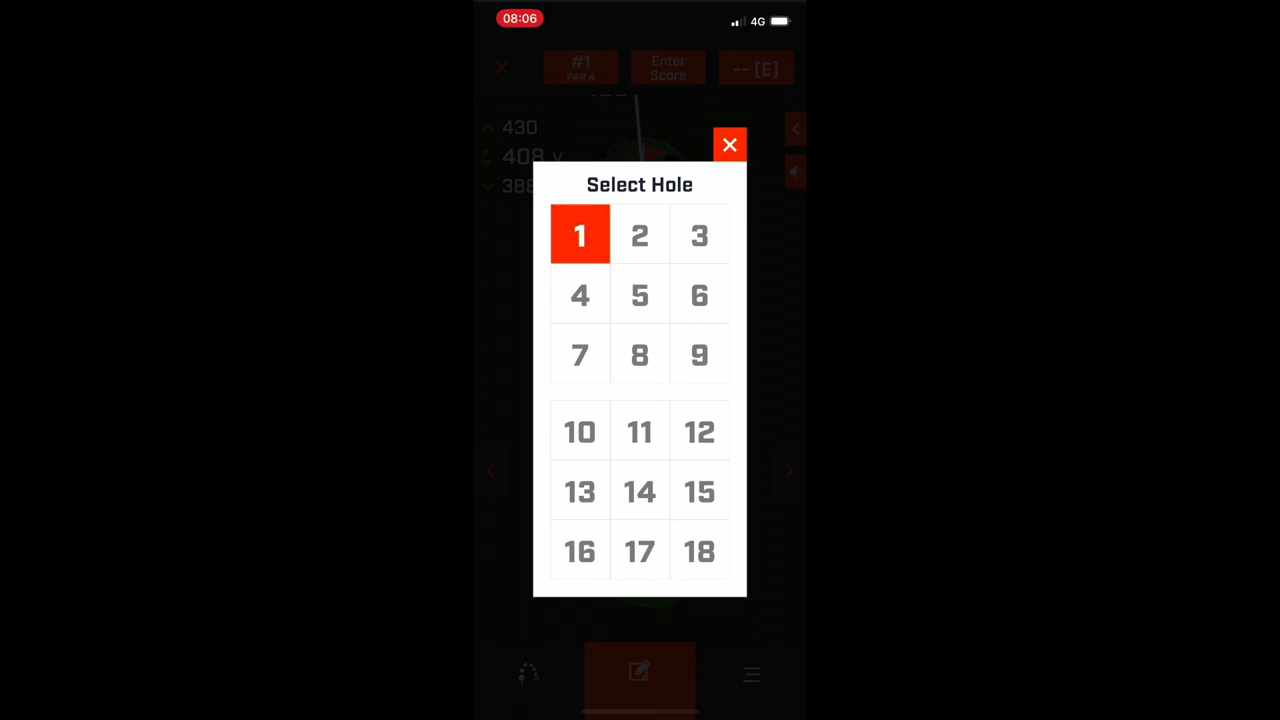 08:06
4G
#1
PAR 4
Enter
Score
-- [E]
430
408 y
388
Select Hole
1 2 3
4 5 6
7 8 9
10 11 12
13 14 15
16 17 18